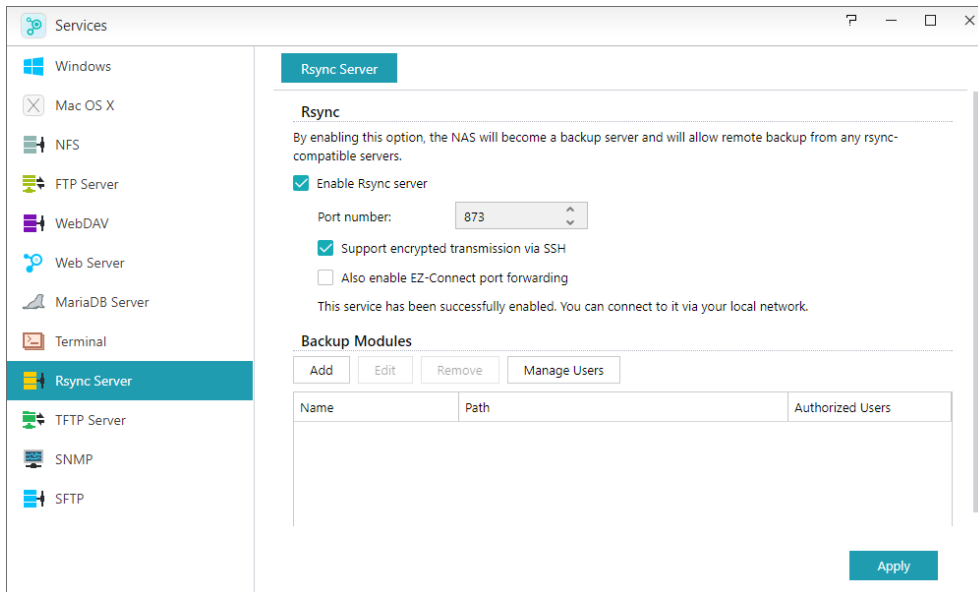 Services
Windows
Mac OS X
NFS
FTP Server
WebDAV
Web Server
MariaDB Server
Terminal
Rsync Server
TFTP Server
SNMP
SFTP
Rsync Server
Rsync
By enabling this option, the NAS will become a backup server and will allow remote backup from any rsync-
compatible servers.
Enable Rsync server
Port number: 873
Support encrypted transmission via SSH
Also enable EZ-Connect port forwarding
This service has been successfully enabled. You can connect to it via your local network.
Backup Modules
Add Edit Remove Manage Users
Name Path Authorized Users
Apply